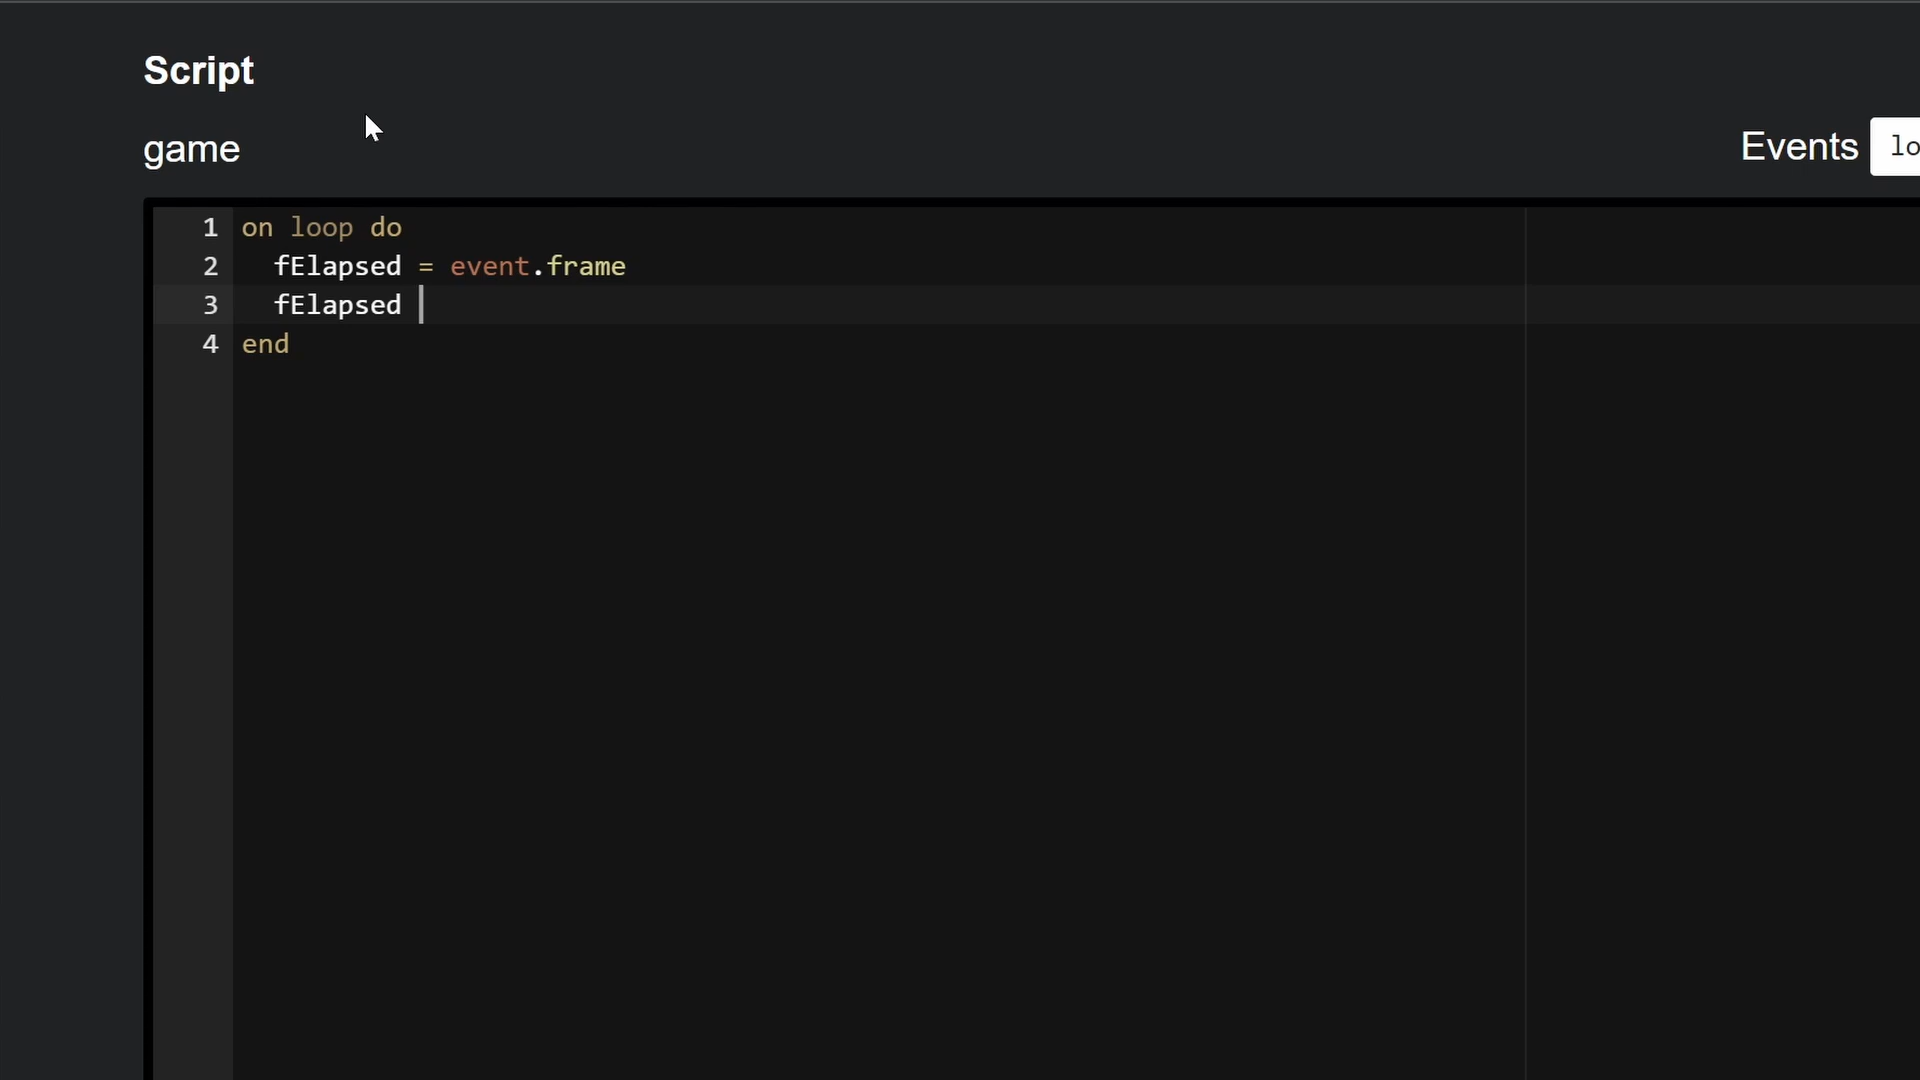 Script
game
Events lo
1 on loop do
2 fElapsed = event.frame
3 fElapsed
4 end